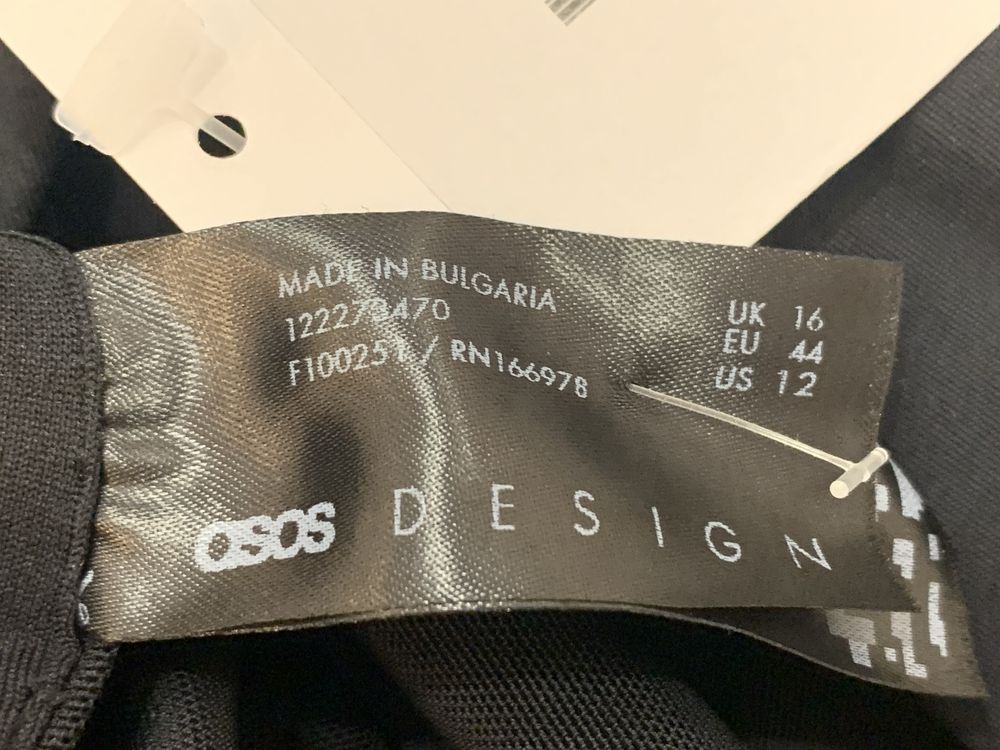 MADE IN BULGARIA
122278470
F100251 / RN166978
UK 16
EU 44
US 12
asos DESIGN